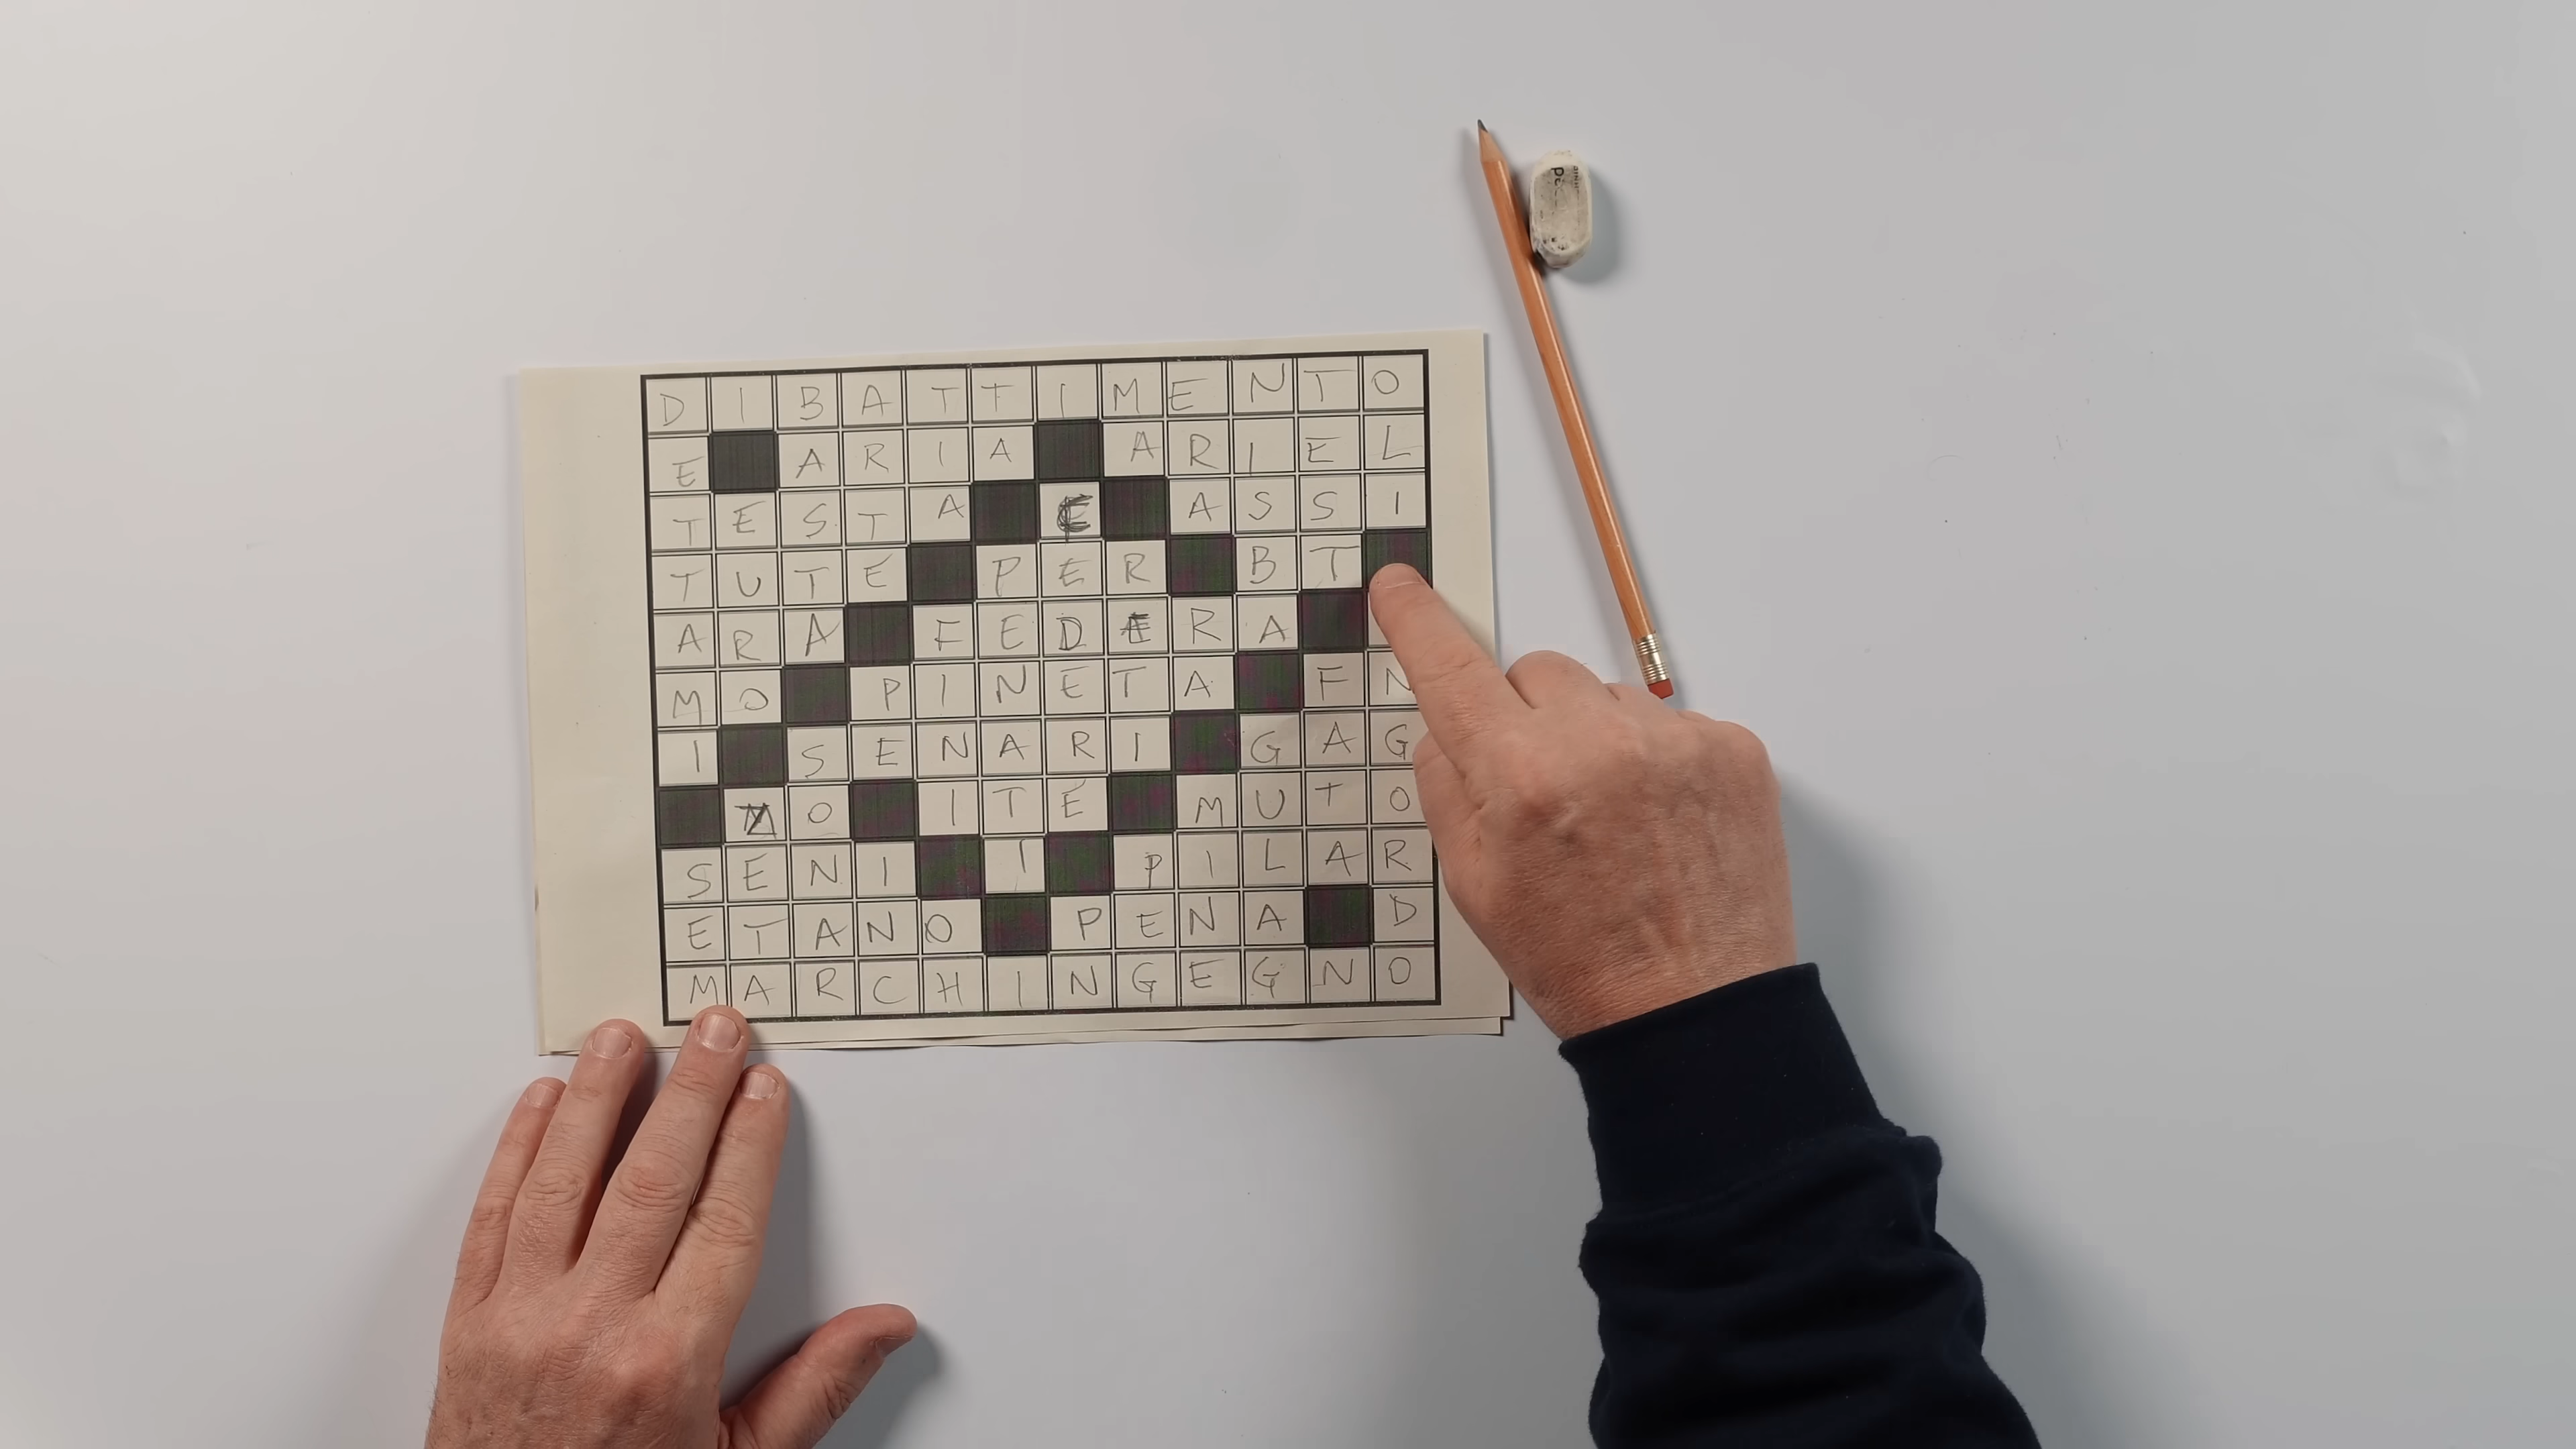 DIBATTIMENTO
E ARIA ARIEL
TESTA E ASSI
TUTE PER BT
ARA FEDERA
MO PINETA FN
I SENARI GAG
ZO ITE MUTO
SENI I PILAR
ETANO PENA D
MARCHINGEGNO